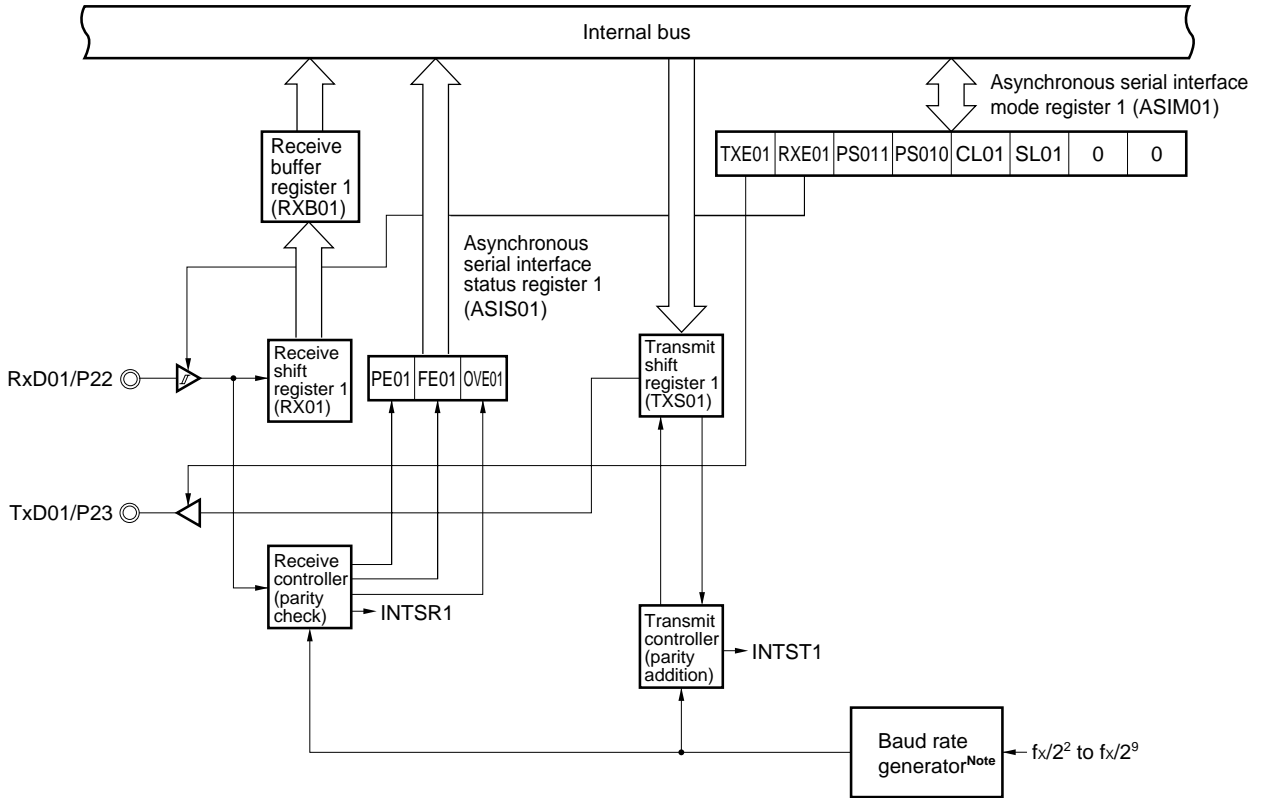 Internal bus
Asynchronous serial interface
mode register 1 (ASIM01)
TXE01 RXE01 PS011 PS010 CL01 SL01 0 0
Receive
buffer
register 1
(RXB01)
Asynchronous
serial interface
status register 1
(ASIS01)
RxD01/P22
Receive
shift
register 1
(RX01)
PE01 FE01 OVE01
Transmit
shift
register 1
(TXS01)
TxD01/P23
Receive
controller
(parity
check)
INTSR1
Transmit
controller
(parity
addition)
INTST1
Baud rate
generatorNote
fx/2² to fx/2⁹